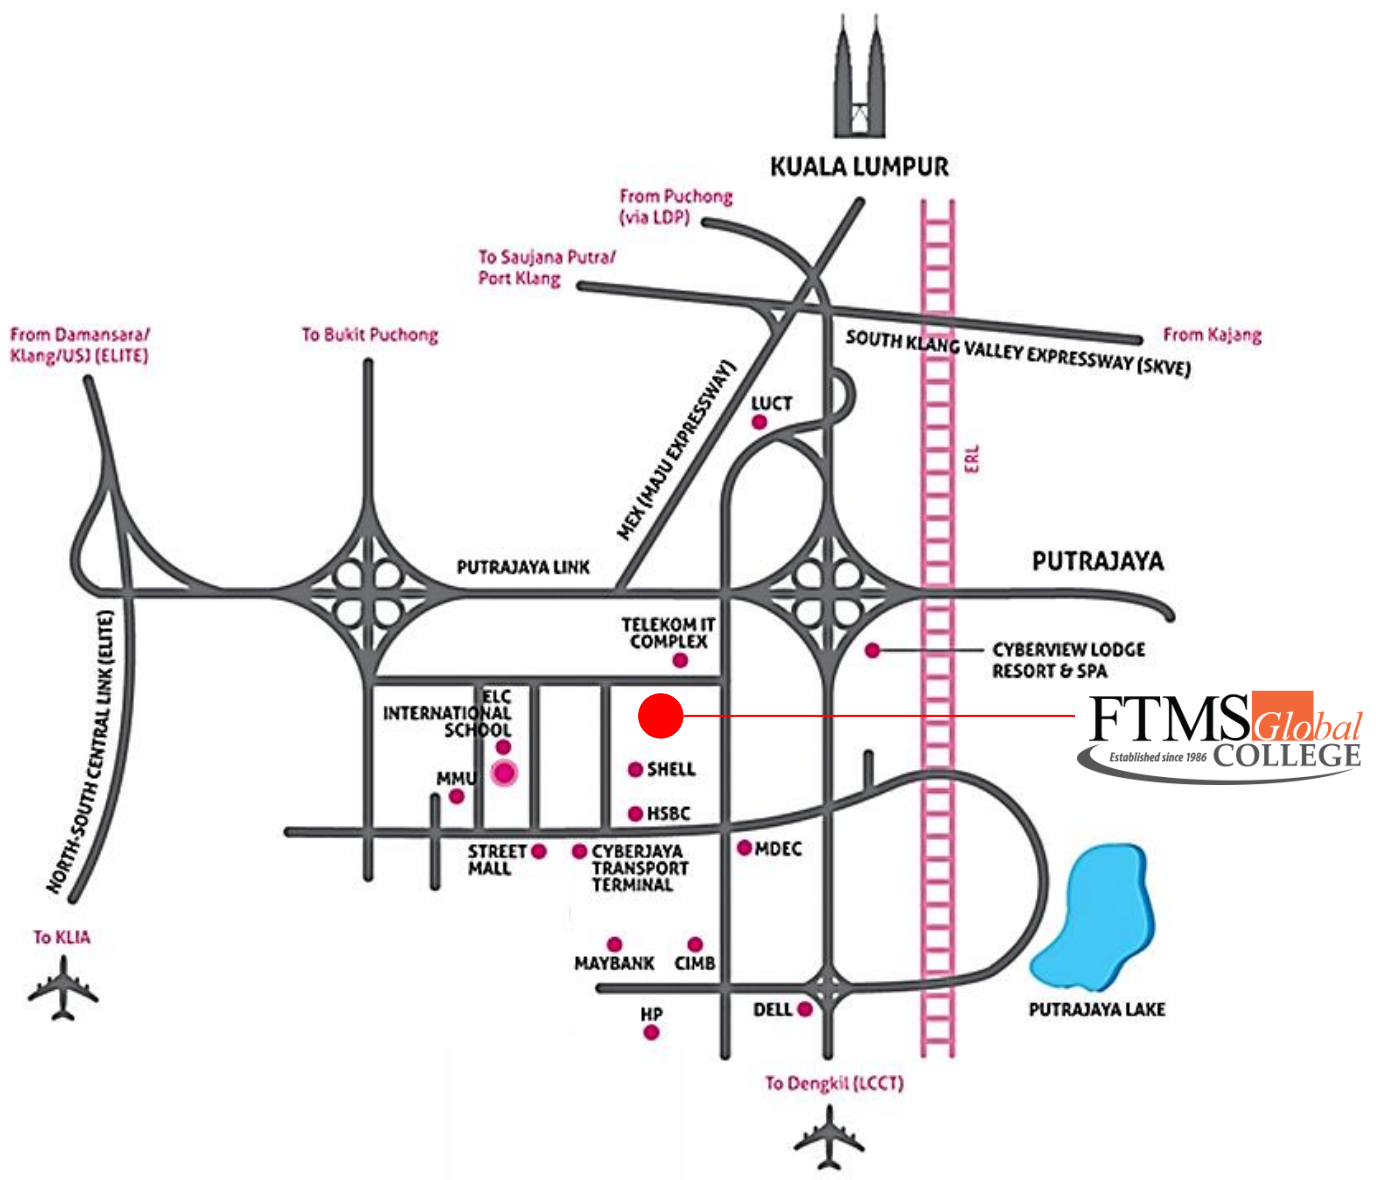 KUALA LUMPUR
From Puchong
(via LDP)
To Saujana Putra/
Port Klang
From Damansara/
Klang/USJ (ELITE)
To Bukit Puchong
From Kajang
SOUTH KLANG VALLEY EXPRESSWAY (SKVE)
MEX (MAJU EXPRESSWAY)
LUCT
ERL
PUTRAJAYA LINK
PUTRAJAYA
NORTH-SOUTH CENTRAL LINK (ELITE)
TELEKOM IT
COMPLEX
CYBERVIEW LODGE
RESORT & SPA
ELC
INTERNATIONAL
SCHOOL
FTMS Global
Established since 1986 COLLEGE
MMU
SHELL
HSBC
STREET
MALL
CYBERJAYA
TRANSPORT
TERMINAL
MDEC
To KLIA
MAYBANK
CIMB
HP
DELL
PUTRAJAYA LAKE
To Dengkil (LCCT)